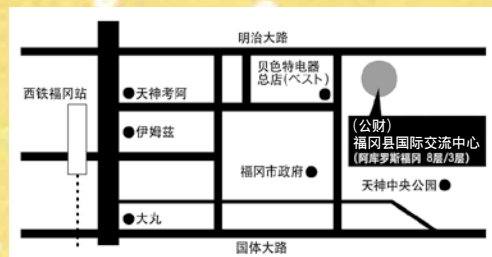 明治大路
贝色特电器
总店(ベスト)
西铁福冈站
天神考阿
(公财)
福冈县国际交流中心
(阿库罗斯福冈 8层/3层)
伊姆兹
福冈市政府
天神中央公园
大丸
国体大路